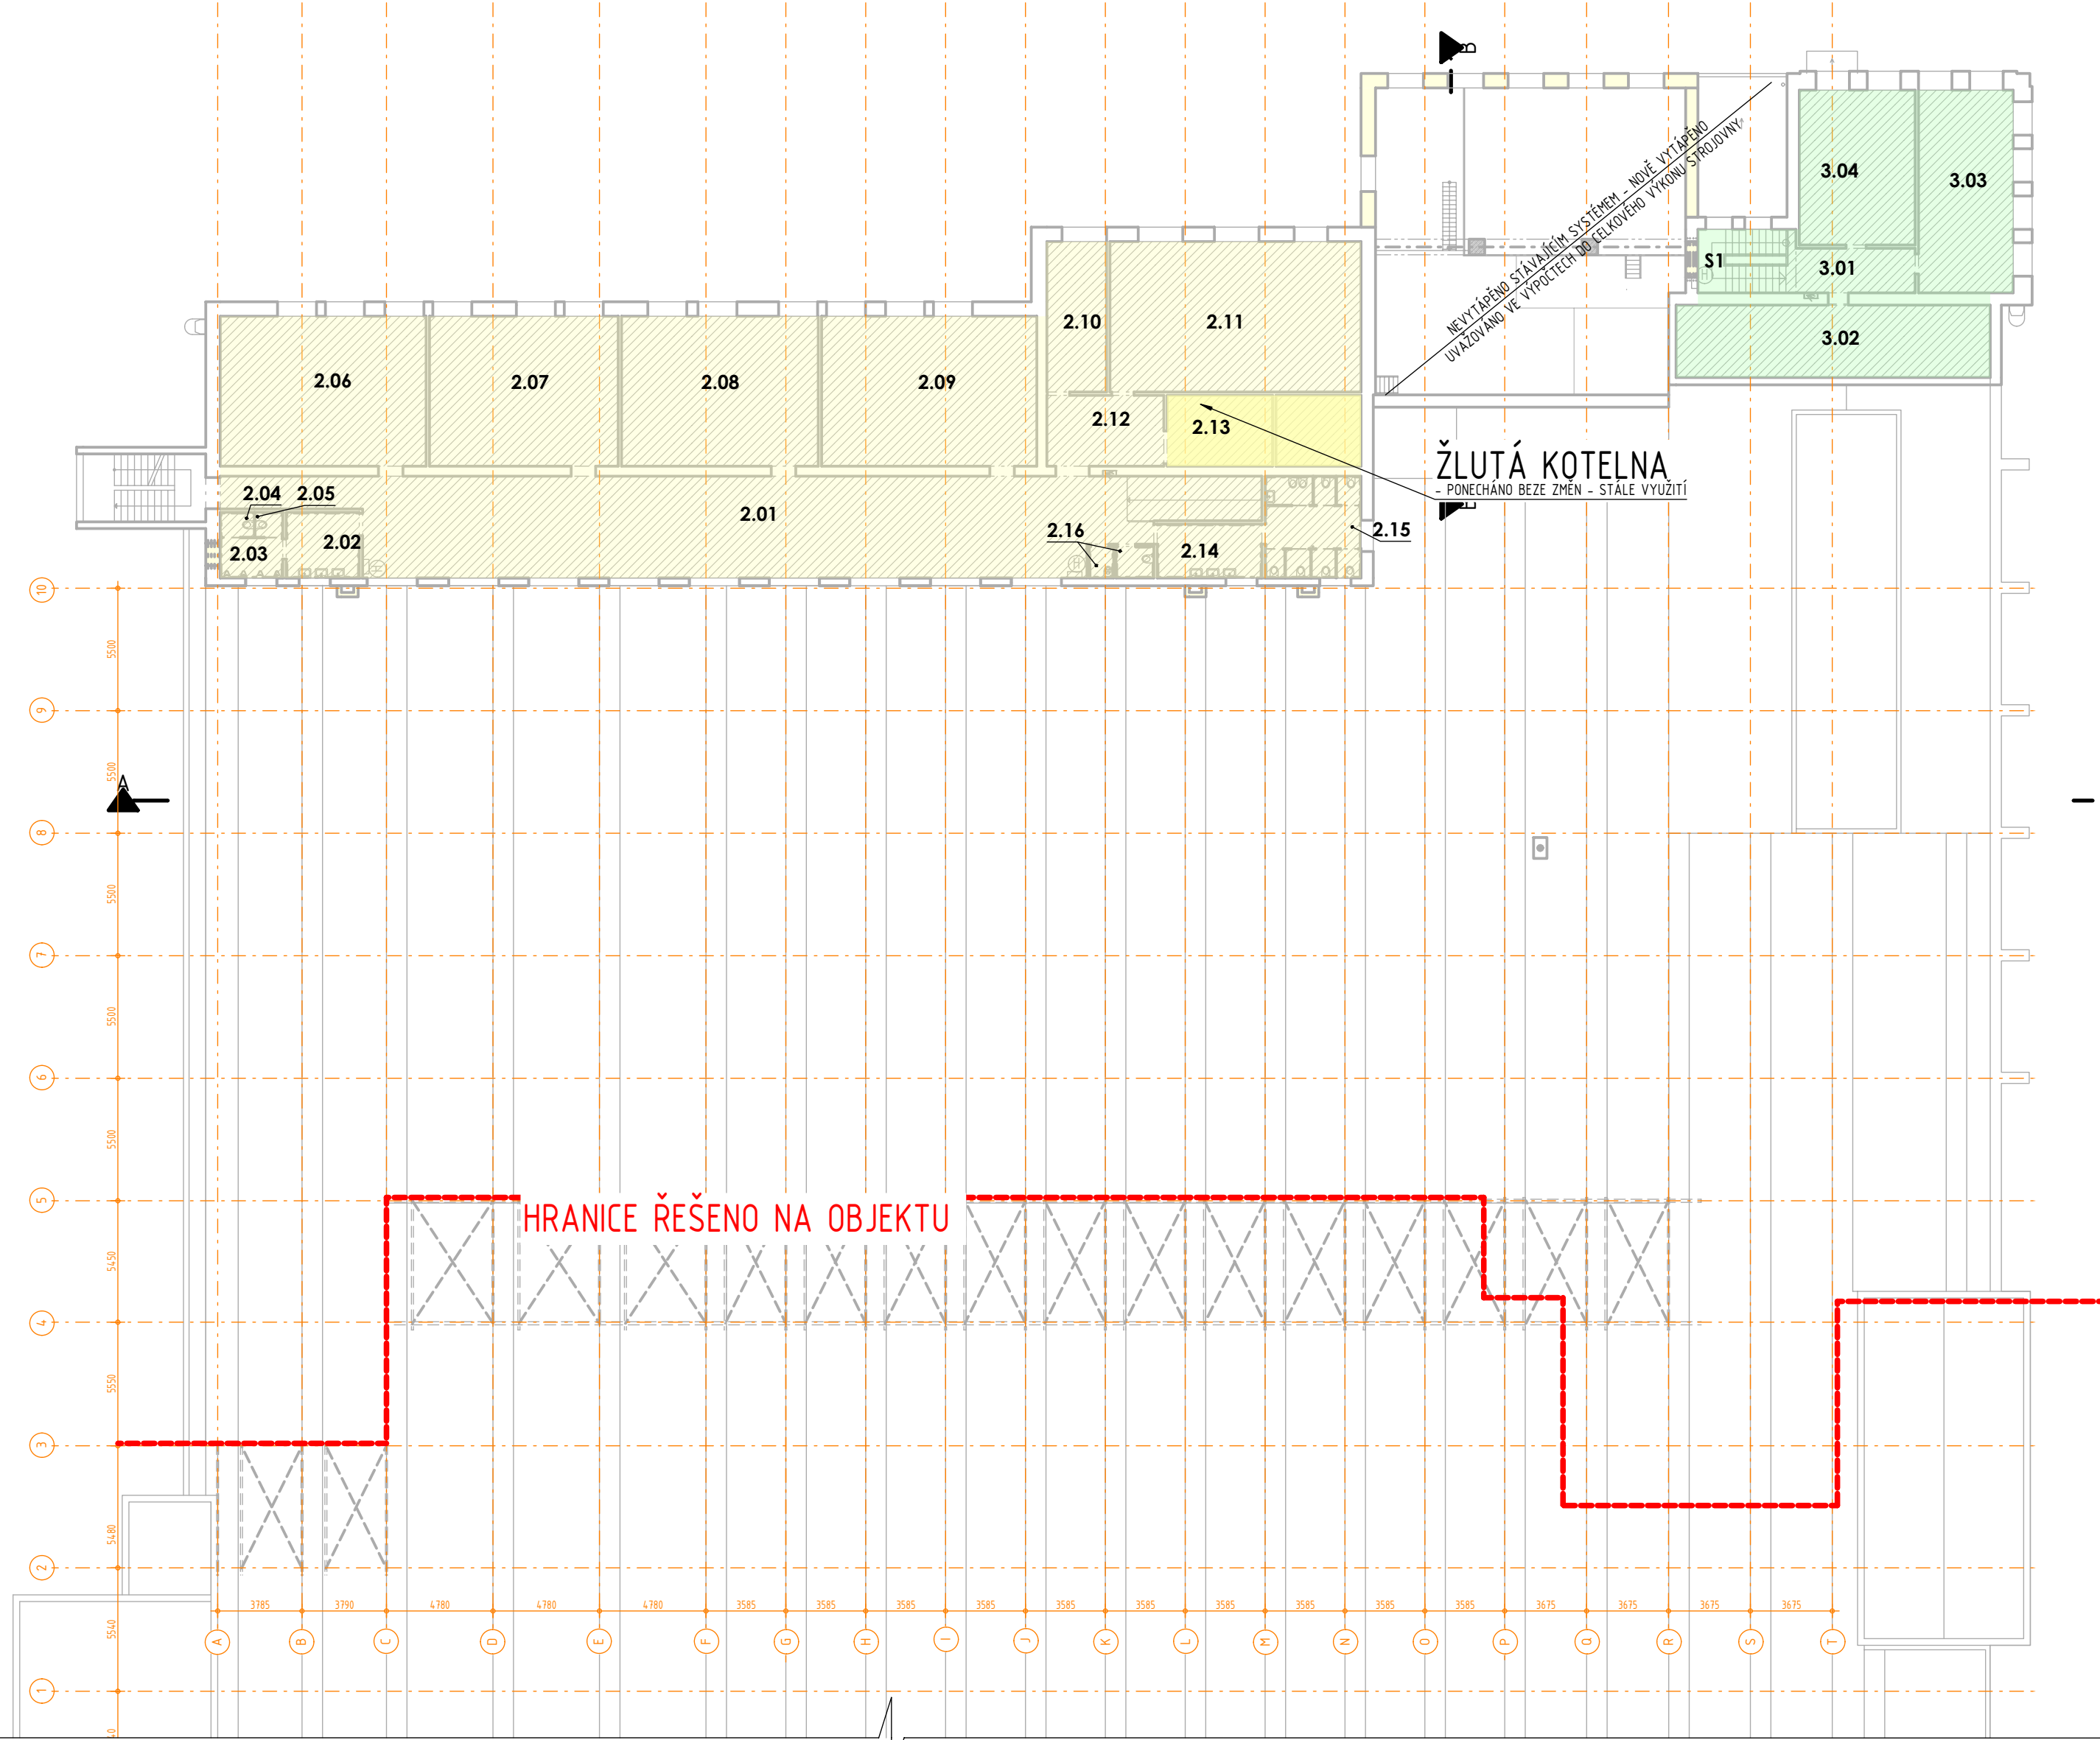 B
3.04
3.03
NEVYTÁPĚNO STÁVAJÍCÍM SYSTÉMEM - NOVĚ VYTÁPĚNO
UVAŽOVÁNO VE VÝPOČTECH DO CELKOVÉHO VÝKONU STROJOVNY
S1
3.01
3.02
2.10
2.11
2.06
2.07
2.08
2.09
2.12
2.13
ŽLUTÁ KOTELNA
- PONECHÁNO BEZE ZMĚN - STÁLE VYUŽITÍ
2.04
2.05
2.01
2.16
2.15
2.03
2.02
2.14
H
H
H
10
5500
9
5500
A
8
5500
7
5500
6
5500
5
HRANICE ŘEŠENO NA OBJEKTU
5450
4
5550
3
5480
2
5540
3785
3790
4780
4780
4780
3585
3585
3585
3585
3585
3585
3585
3585
3585
3585
3675
3675
3675
3675
A
B
C
D
E
F
G
H
I
J
K
L
M
N
O
P
Q
R
S
T
1